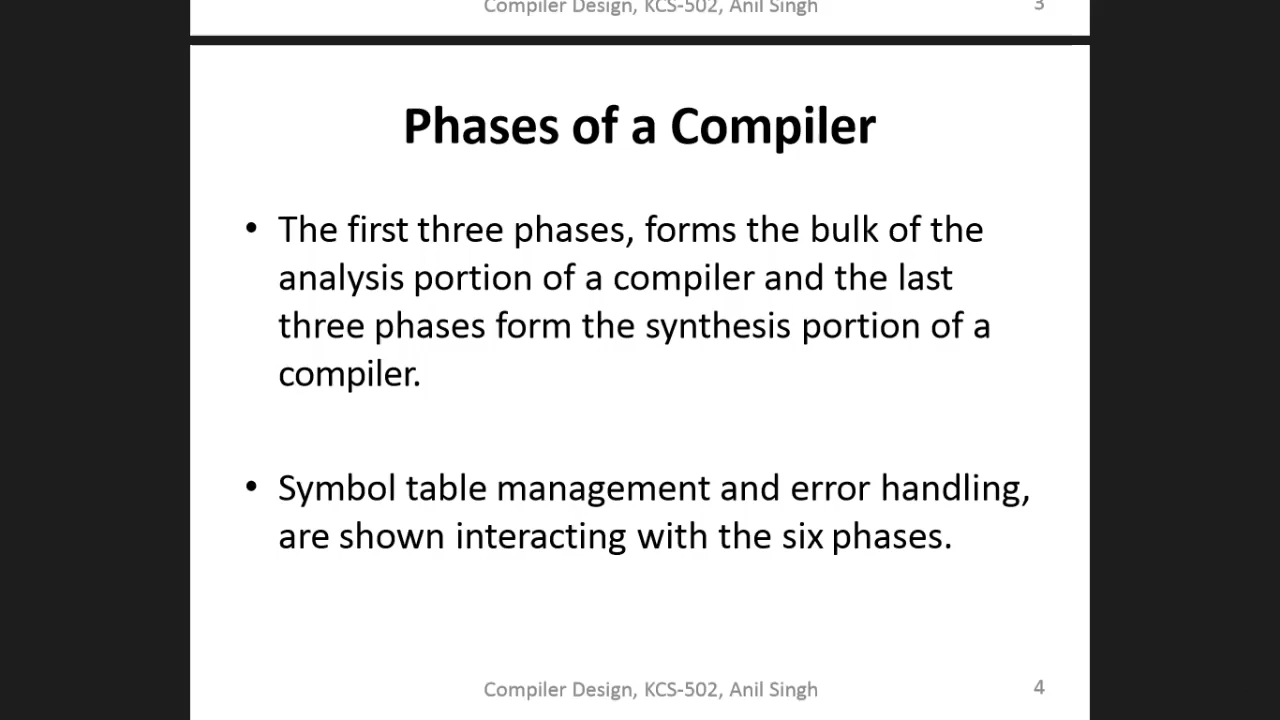 Compiler Design, KCS-502, Anil Singh 3
Phases of a Compiler
• The first three phases, forms the bulk of the
analysis portion of a compiler and the last
three phases form the synthesis portion of a
compiler.
• Symbol table management and error handling,
are shown interacting with the six phases.
Compiler Design, KCS-502, Anil Singh 4